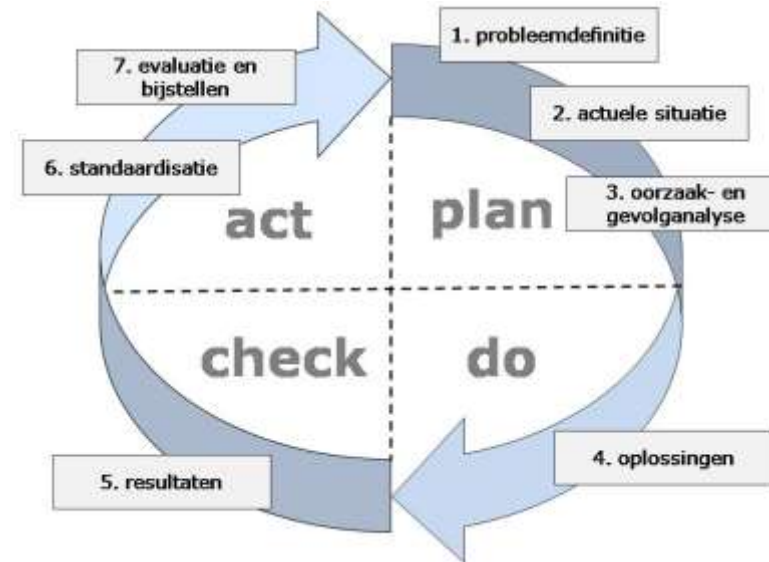 1. probleemdefinitie
7. evaluatie en
bijstellen
2. actuele situatie
6. standaardisatie
3. oorzaak- en
gevolganalyse
act
plan
check
do
4. oplossingen
5. resultaten